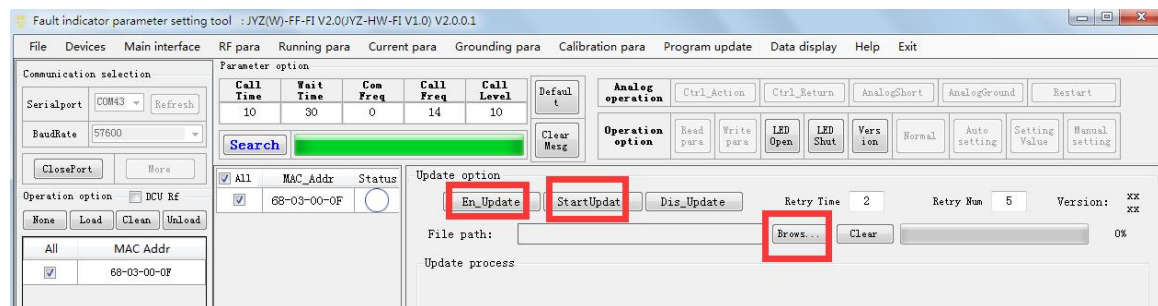 Fault indicator parameter setting tool : JYZ(W)-FF-FI V2.0(JYZ-HW-FI V1.0) V2.0.0.1
File Devices Main interface RF para Running para Current para Grounding para Calibration para Program update Data display Help Exit
Communication selection
Serialport COM43 Refresh
BaudRate 57600
ClosePort More
Operation option DCU Rf
None Load Clean Unload
All MAC Addr
68-03-00-0F
Parameter option
Call Time Wait Time Com Freq Call Freq Call Level
10 30 0 14 10
Search
Defaul
t
Clear
Mesg
Analog
operation
Ctrl_Action Ctrl_Return AnalogShort AnalogGround Restart
Operation
option
Read
para
Write
para
LED
Open
LED
Shut
Vers
ion
Normal
Auto
setting
Setting
Value
Manual
setting
All MAC_Addr Status
68-03-00-0F
Update option
En_Update StartUpdat Dis_Update Retry Time 2 Retry Num 5 Version: xx
xx
File path: Brows... Clear 0%
Update process